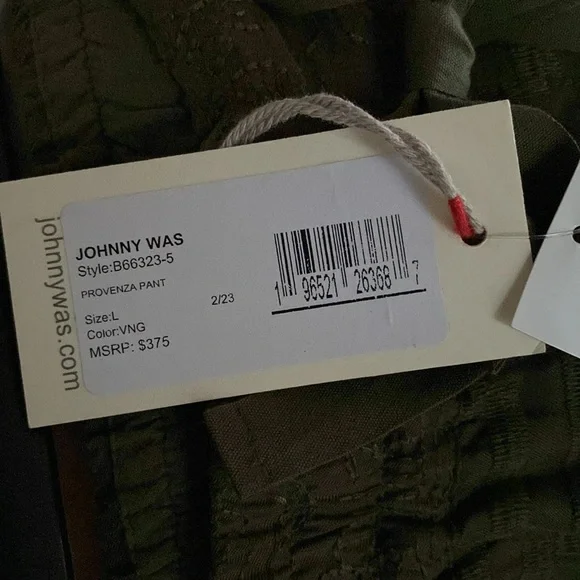 johnnywas.com
JOHNNY WAS
Style:B66323-5
PROVENZA PANT
2/23
Size:L
Color:VNG
MSRP: $375
1 96521 26368 7